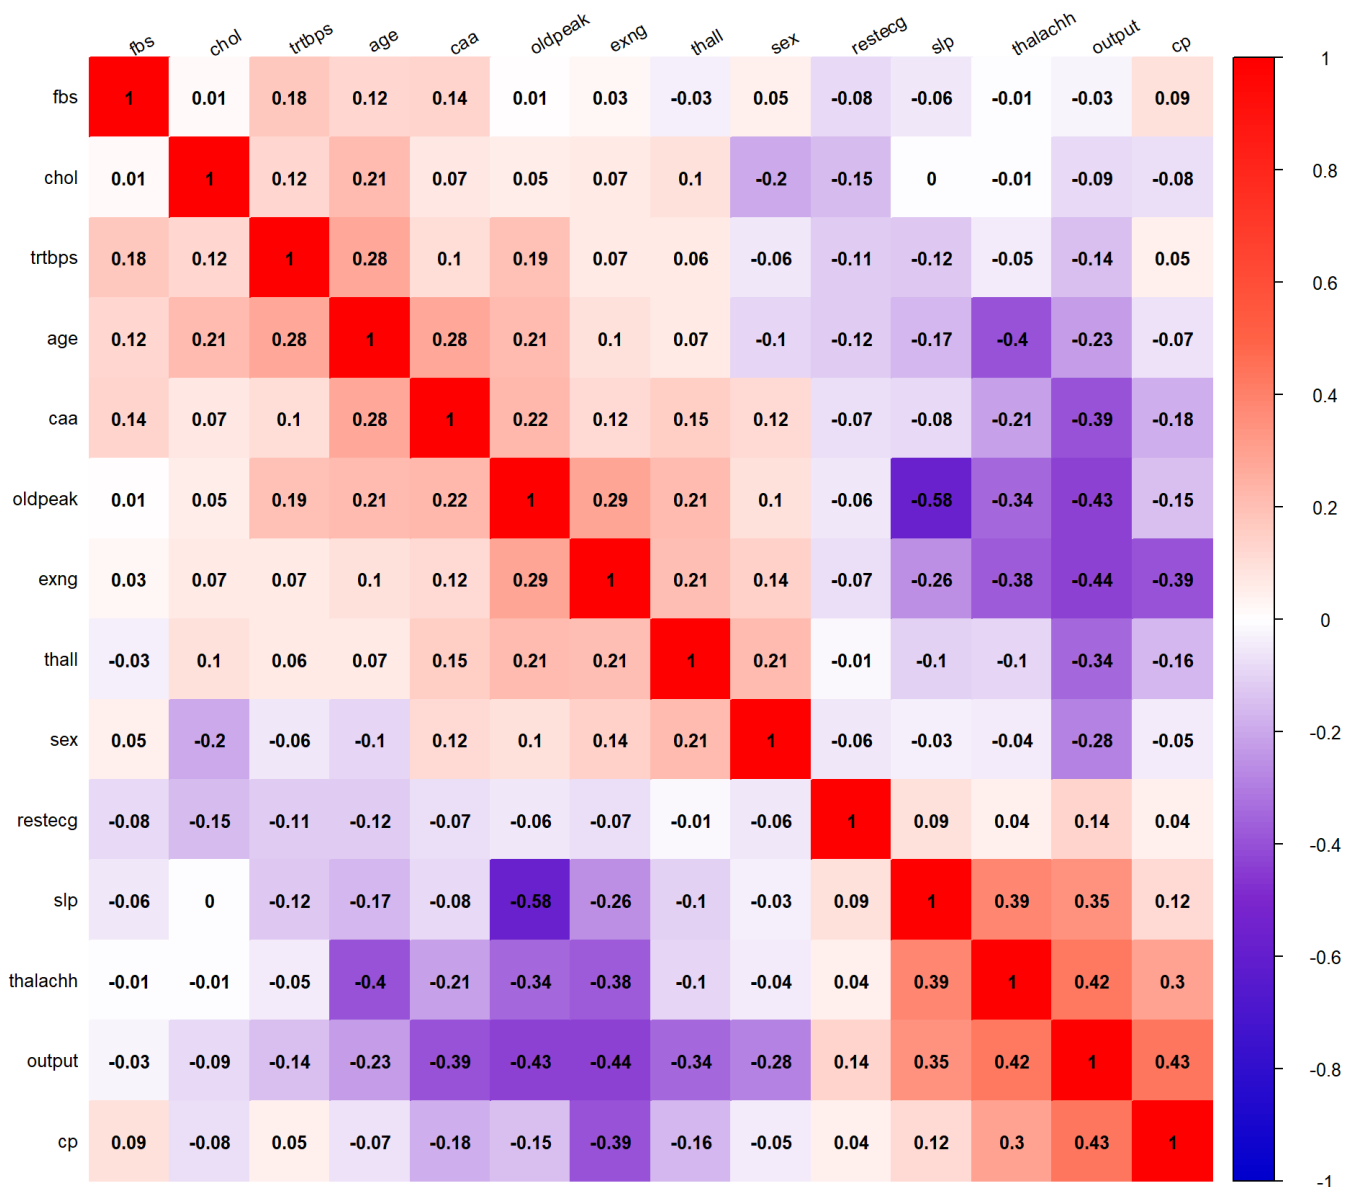 fbs chol trtbps age caa oldpeak exng thall sex restecg slp thalachh output cp
fbs 1 0.01 0.18 0.12 0.14 0.01 0.03 -0.03 0.05 -0.08 -0.06 -0.01 -0.03 0.09
chol 0.01 1 0.12 0.21 0.07 0.05 0.07 0.1 -0.2 -0.15 0 -0.01 -0.09 -0.08
trtbps 0.18 0.12 1 0.28 0.1 0.19 0.07 0.06 -0.06 -0.11 -0.12 -0.05 -0.14 0.05
age 0.12 0.21 0.28 1 0.28 0.21 0.1 0.07 -0.1 -0.12 -0.17 -0.4 -0.23 -0.07
caa 0.14 0.07 0.1 0.28 1 0.22 0.12 0.15 0.12 -0.07 -0.08 -0.21 -0.39 -0.18
oldpeak 0.01 0.05 0.19 0.21 0.22 1 0.29 0.21 0.1 -0.06 -0.58 -0.34 -0.43 -0.15
exng 0.03 0.07 0.07 0.1 0.12 0.29 1 0.21 0.14 -0.07 -0.26 -0.38 -0.44 -0.39
thall -0.03 0.1 0.06 0.07 0.15 0.21 0.21 1 0.21 -0.01 -0.1 -0.1 -0.34 -0.16
sex 0.05 -0.2 -0.06 -0.1 0.12 0.1 0.14 0.21 1 -0.06 -0.03 -0.04 -0.28 -0.05
restecg -0.08 -0.15 -0.11 -0.12 -0.07 -0.06 -0.07 -0.01 -0.06 1 0.09 0.04 0.14 0.04
slp -0.06 0 -0.12 -0.17 -0.08 -0.58 -0.26 -0.1 -0.03 0.09 1 0.39 0.35 0.12
thalachh -0.01 -0.01 -0.05 -0.4 -0.21 -0.34 -0.38 -0.1 -0.04 0.04 0.39 1 0.42 0.3
output -0.03 -0.09 -0.14 -0.23 -0.39 -0.43 -0.44 -0.34 -0.28 0.14 0.35 0.42 1 0.43
cp 0.09 -0.08 0.05 -0.07 -0.18 -0.15 -0.39 -0.16 -0.05 0.04 0.12 0.3 0.43 1
1
0.8
0.6
0.4
0.2
0
-0.2
-0.4
-0.6
-0.8
-1